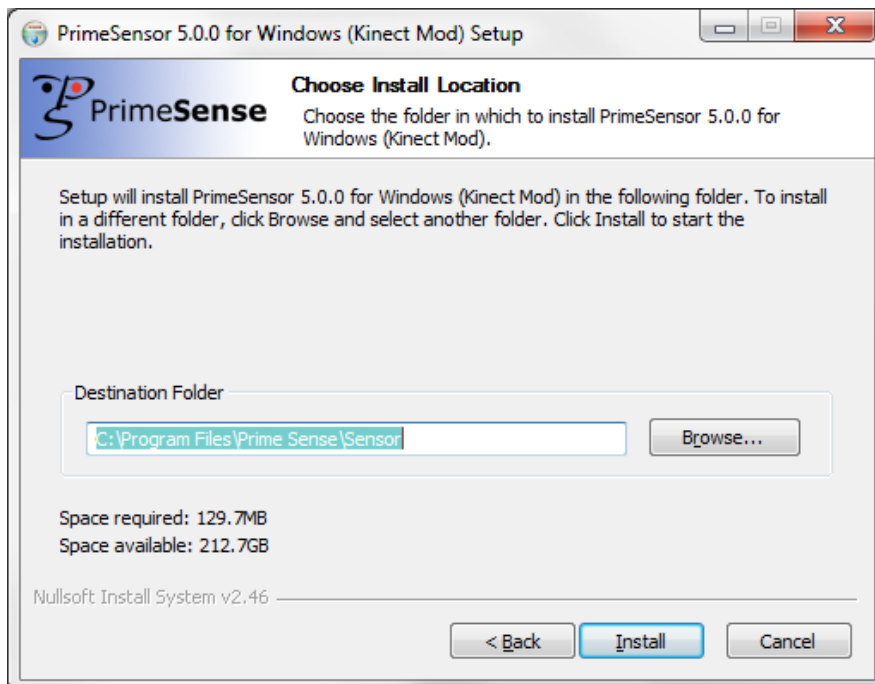 PrimeSensor 5.0.0 for Windows (Kinect Mod) Setup
PrimeSense
Choose Install Location
Choose the folder in which to install PrimeSensor 5.0.0 for
Windows (Kinect Mod).
Setup will install PrimeSensor 5.0.0 for Windows (Kinect Mod) in the following folder. To install
in a different folder, click Browse and select another folder. Click Install to start the
installation.
Destination Folder
C:\Program Files\Prime Sense\Sensor
Browse...
Space required: 129.7MB
Space available: 212.7GB
Nullsoft Install System v2.46
< Back
Install
Cancel